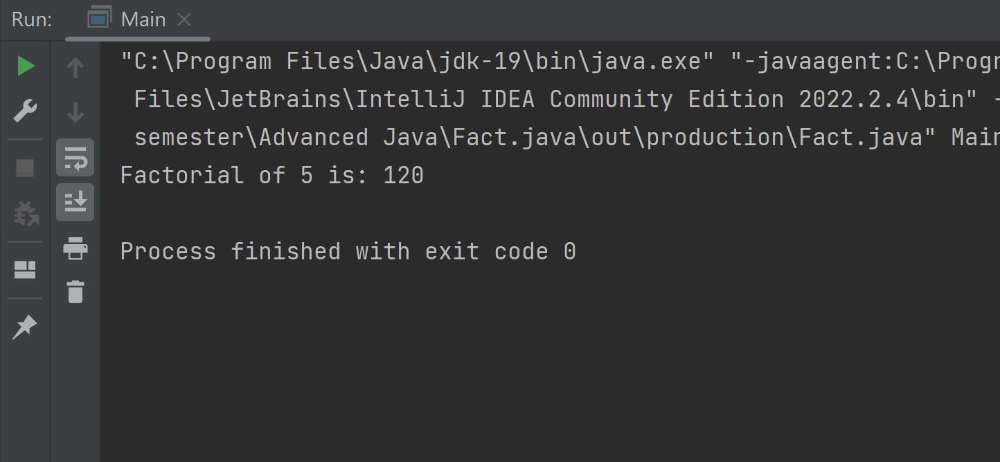 Run: Main
"C:\Program Files\Java\jdk-19\bin\java.exe" "-javaagent:C:\Progr
Files\JetBrains\IntelliJ IDEA Community Edition 2022.2.4\bin" -
semester\Advanced Java\Fact.java\out\production\Fact.java" Main
Factorial of 5 is: 120
Process finished with exit code 0